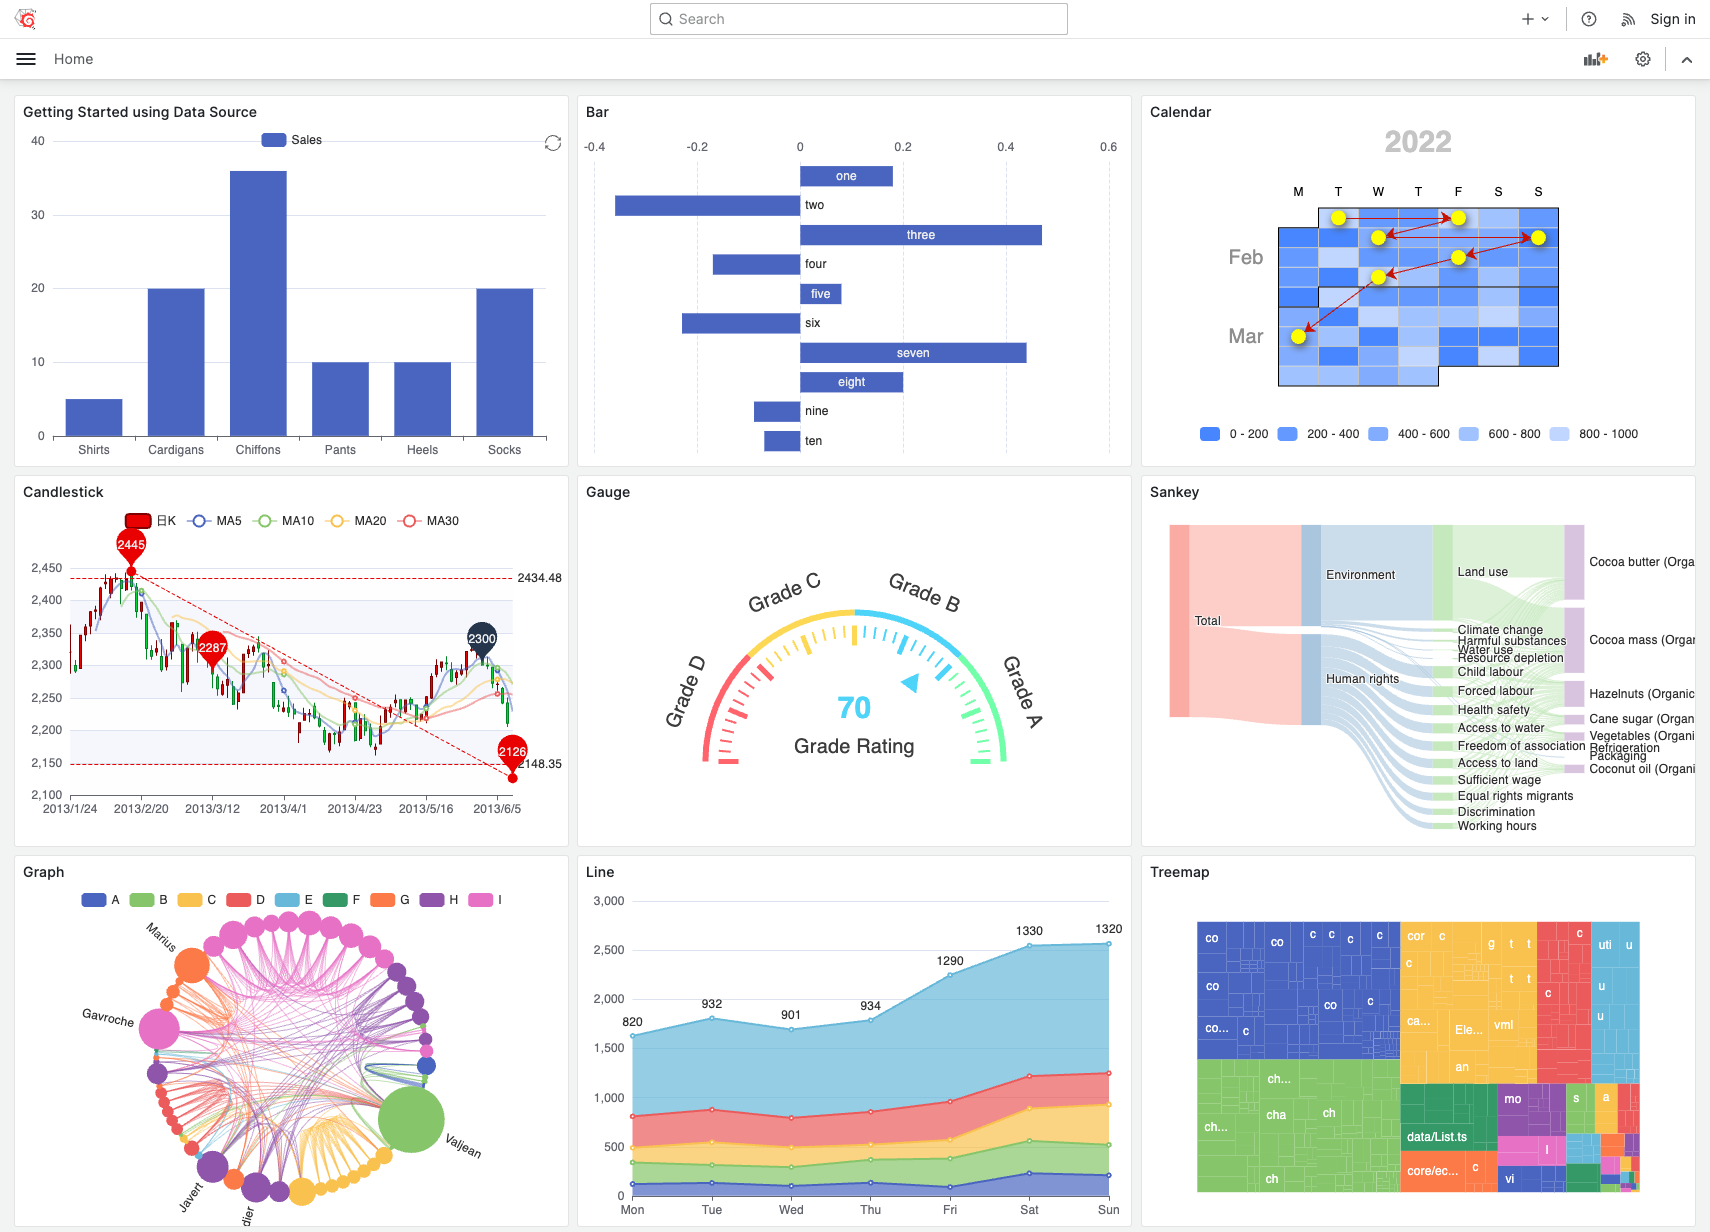 Search
Sign in
Home
Getting Started using Data Source
Sales
40
30
20
10
0
Shirts Cardigans Chiffons Pants Heels Socks
Bar
-0.4 -0.2 0 0.2 0.4 0.6
one
two
three
four
five
six
seven
eight
nine
ten
Calendar
2022
M T W T F S S
Feb
Mar
0 - 200 200 - 400 400 - 600 600 - 800 800 - 1000
Candlestick
日K MA5 MA10 MA20 MA30
2445
2,450
2434.48
2,400
2,350
2287
2300
2,300
2,250
2,200
2126
2,150
2148.35
2,100
2013/1/24 2013/2/20 2013/3/12 2013/4/1 2013/4/23 2013/5/16 2013/6/5
Gauge
Grade D
Grade C
Grade B
Grade A
70
Grade Rating
Sankey
Total
Environment
Human rights
Land use
Climate change
Harmful substances
Water use
Resource depletion
Child labour
Forced labour
Health safety
Access to water
Freedom of association
Access to land
Sufficient wage
Equal rights migrants
Discrimination
Working hours
Cocoa butter (Orga
Cocoa mass (Orga
Hazelnuts (Organic
Cane sugar (Organ
Vegetables (Organi
Refrigeration
Packaging
Coconut oil (Organi
Graph
A B C D E F G H I
Marius
Gavroche
Valjean
Javert
dier
Line
3,000
2,500
2,000
1,500
1,000
500
0
820 932 901 934 1290 1330 1320
Mon Tue Wed Thu Fri Sat Sun
Treemap
co co c c c c
co co c
co... c
cor c g t t
c t t
ca... Ele... vml
an
c
c
uti u
u
u
ch...
cha ch
ch...
ch
data/List.ts
core/ec... c
mo
l
vi
s
a